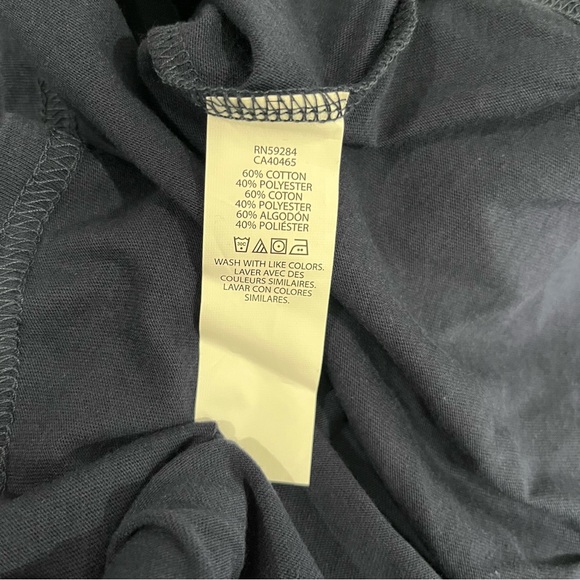 RN59284
CA40465
60% COTTON
40% POLYESTER
60% COTON
40% POLYESTER
60% ALGODÓN
40% POLIÉSTER
WASH WITH LIKE COLORS.
LAVER AVEC DES
COULEURS SIMILAIRES.
LAVAR CON COLORES
SIMILARES.